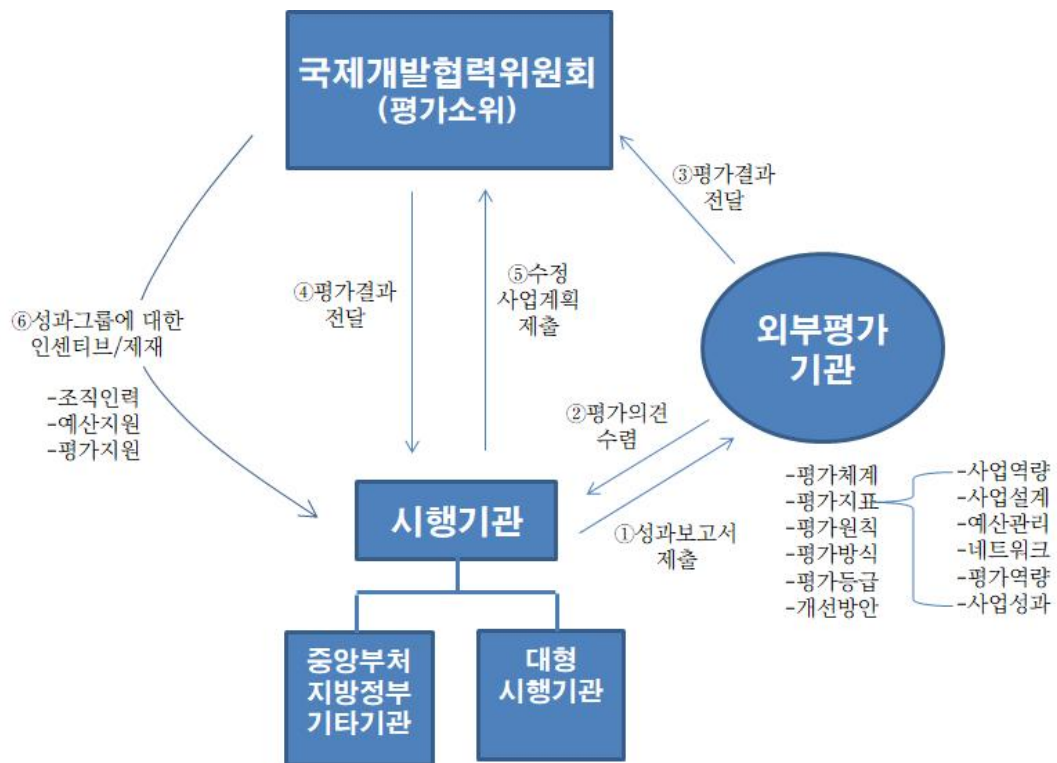 국제개발협력위원회
(평가소위)
③평가결과
전달
⑤수정
사업계획
제출
④평가결과
전달
⑥성과그룹에 대한
인센티브/제재
-조직인력
-예산지원
-평가지원
외부평가
기관
②평가의견
수렴
-평가체계
-평가지표
-평가원칙
-평가방식
-평가등급
-개선방안
-사업역량
-사업설계
-예산관리
-네트워크
-평가역량
-사업성과
시행기관
①성과보고서
제출
중앙부처
지방정부
기타기관
대형
시행기관